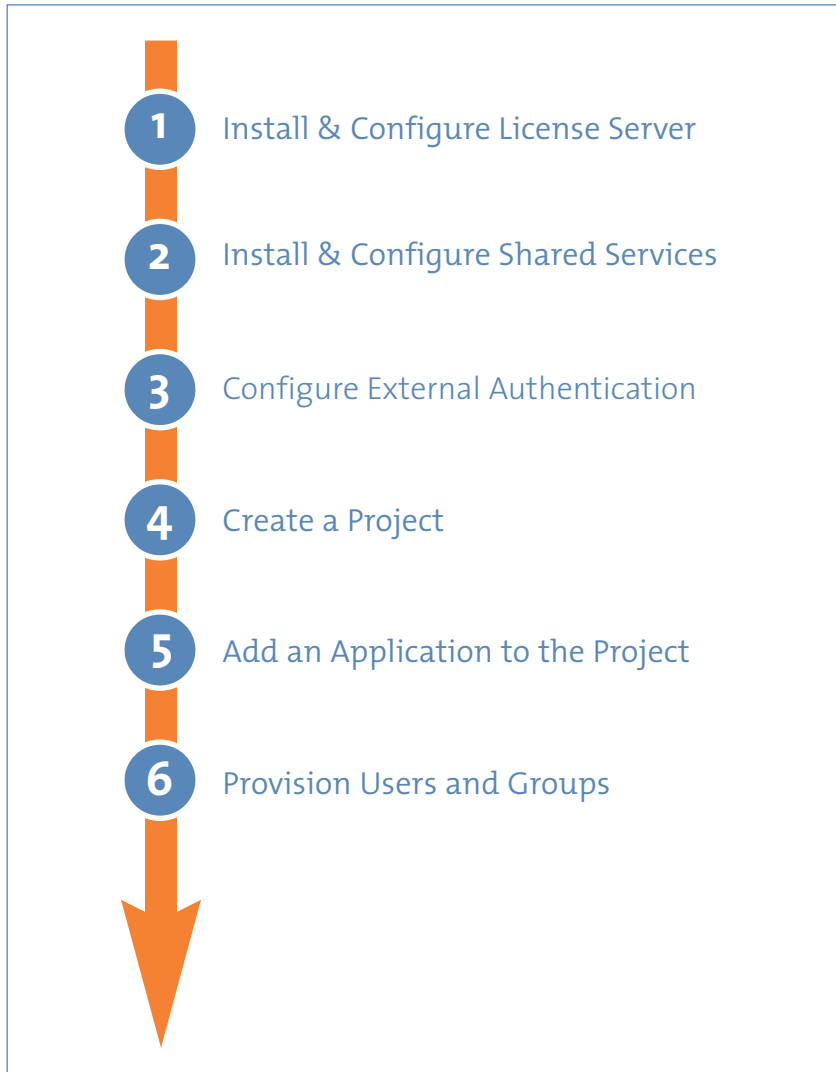 1 Install & Configure License Server
2 Install & Configure Shared Services
3 Configure External Authentication
4 Create a Project
5 Add an Application to the Project
6 Provision Users and Groups